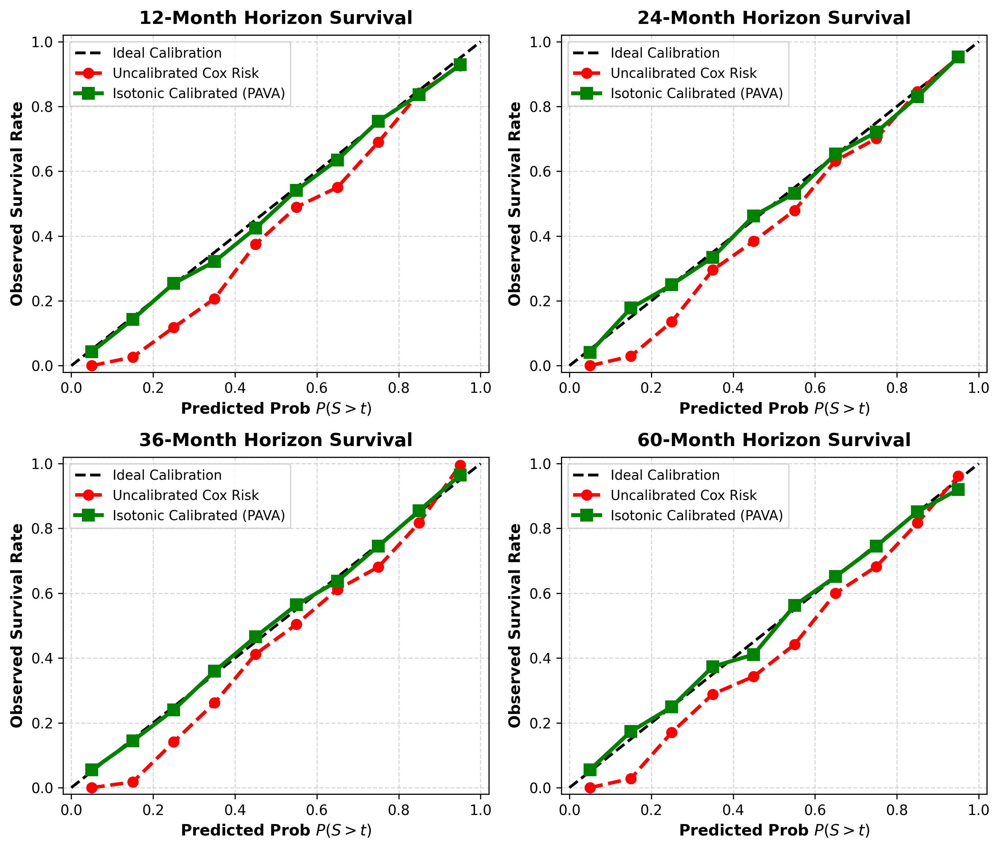 12-Month Horizon Survival
Ideal Calibration
Uncalibrated Cox Risk
Isotonic Calibrated (PAVA)
1.0
0.8
0.6
0.4
0.2
0.0
Observed Survival Rate
0.0 0.2 0.4 0.6 0.8 1.0
Predicted Prob P(S > t)
24-Month Horizon Survival
Ideal Calibration
Uncalibrated Cox Risk
Isotonic Calibrated (PAVA)
1.0
0.8
0.6
0.4
0.2
0.0
Observed Survival Rate
0.0 0.2 0.4 0.6 0.8 1.0
Predicted Prob P(S > t)
36-Month Horizon Survival
Ideal Calibration
Uncalibrated Cox Risk
Isotonic Calibrated (PAVA)
1.0
0.8
0.6
0.4
0.2
0.0
Observed Survival Rate
0.0 0.2 0.4 0.6 0.8 1.0
Predicted Prob P(S > t)
60-Month Horizon Survival
Ideal Calibration
Uncalibrated Cox Risk
Isotonic Calibrated (PAVA)
1.0
0.8
0.6
0.4
0.2
0.0
Observed Survival Rate
0.0 0.2 0.4 0.6 0.8 1.0
Predicted Prob P(S > t)